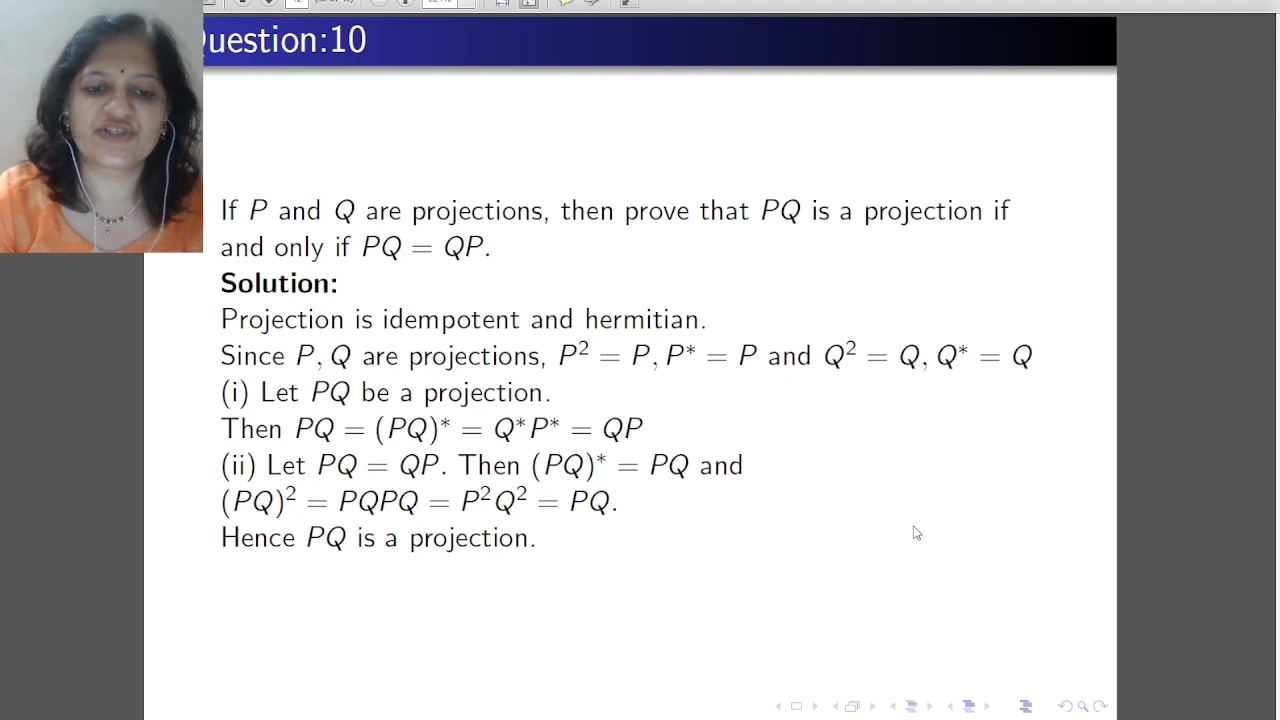 Question:10
If P and Q are projections, then prove that PQ is a projection if
and only if PQ = QP.
Solution:
Projection is idempotent and hermitian.
Since P, Q are projections, P² = P, P* = P and Q² = Q, Q* = Q
(i) Let PQ be a projection.
Then PQ = (PQ)* = Q*P* = QP
(ii) Let PQ = QP. Then (PQ)* = PQ and
(PQ)² = PQPQ = P²Q² = PQ.
Hence PQ is a projection.